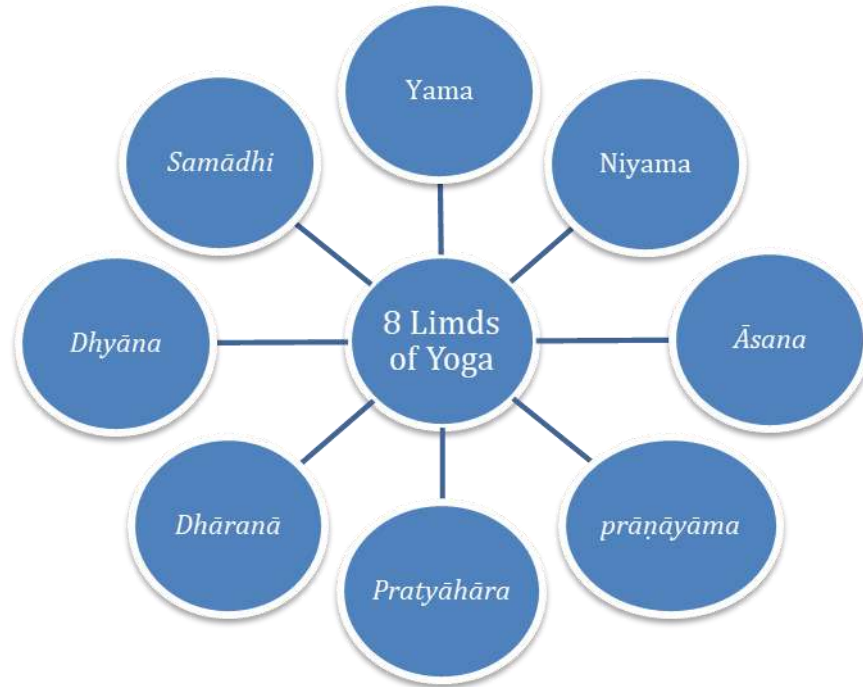 Yama
Samādhi
Niyama
8 Limds
of Yoga
Dhyāna
Āsana
Dhāranā
prāṇāyāma
Pratyāhāra